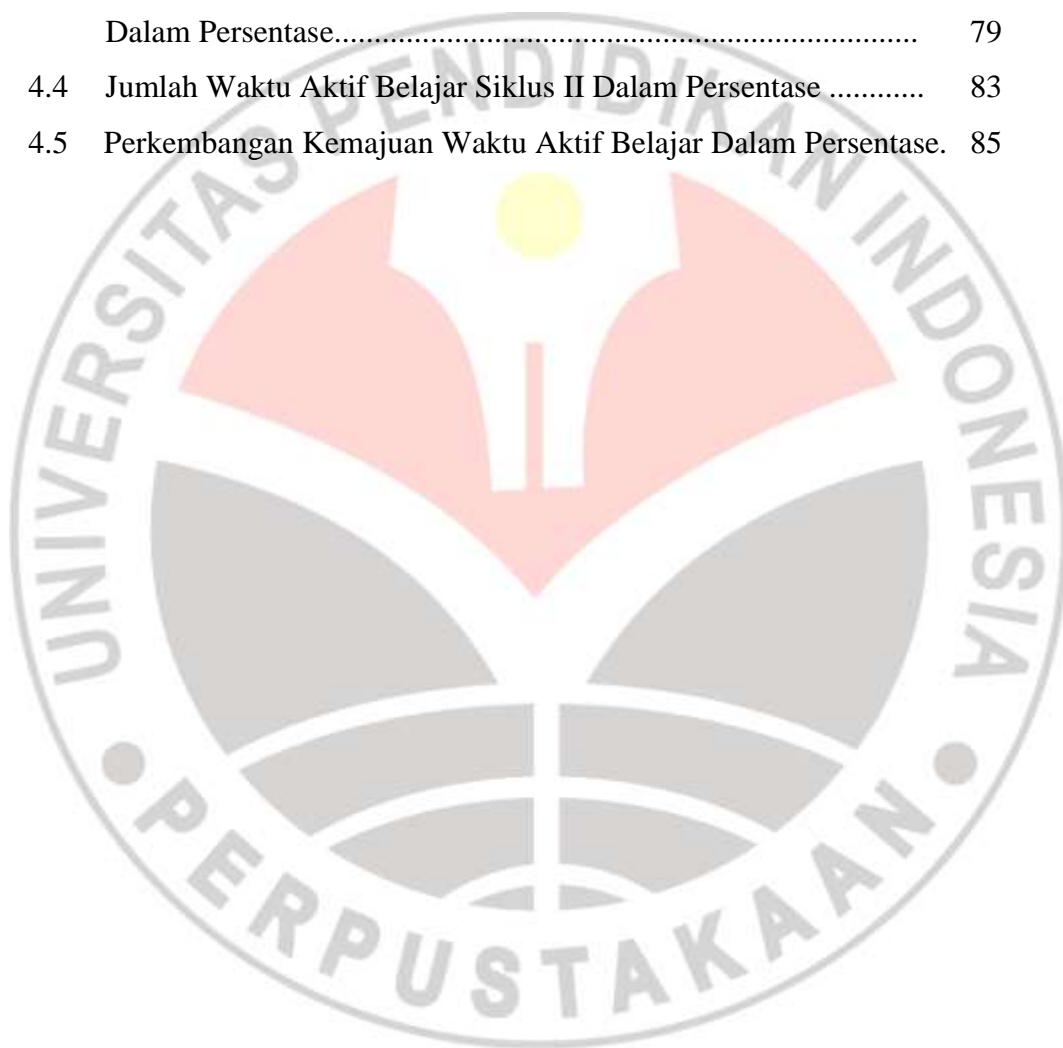 Dalam Persentase......................................................................... 79
4.4 Jumlah Waktu Aktif Belajar Siklus II Dalam Persentase ............ 83
4.5 Perkembangan Kemajuan Waktu Aktif Belajar Dalam Persentase. 85
UNIVERSITAS PENDIDIKAN INDONESIA
PERPUSTAKAAN